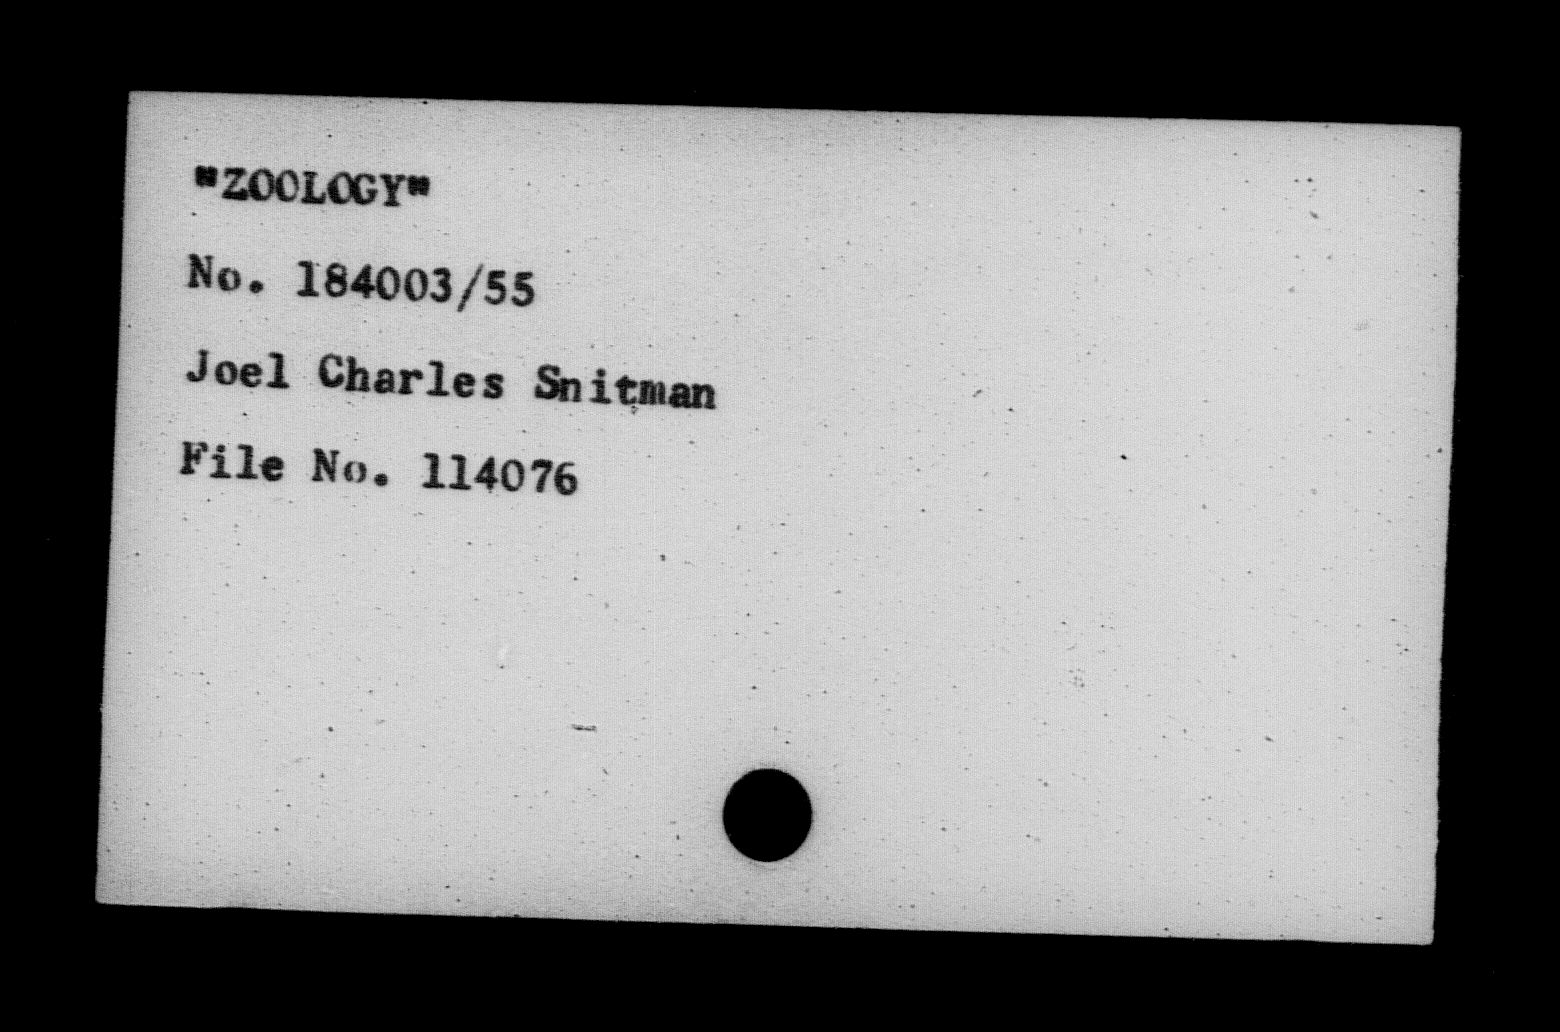 "ZOOLOGY"
No. 184003/55
Joel Charles Snitman
File No. 114076